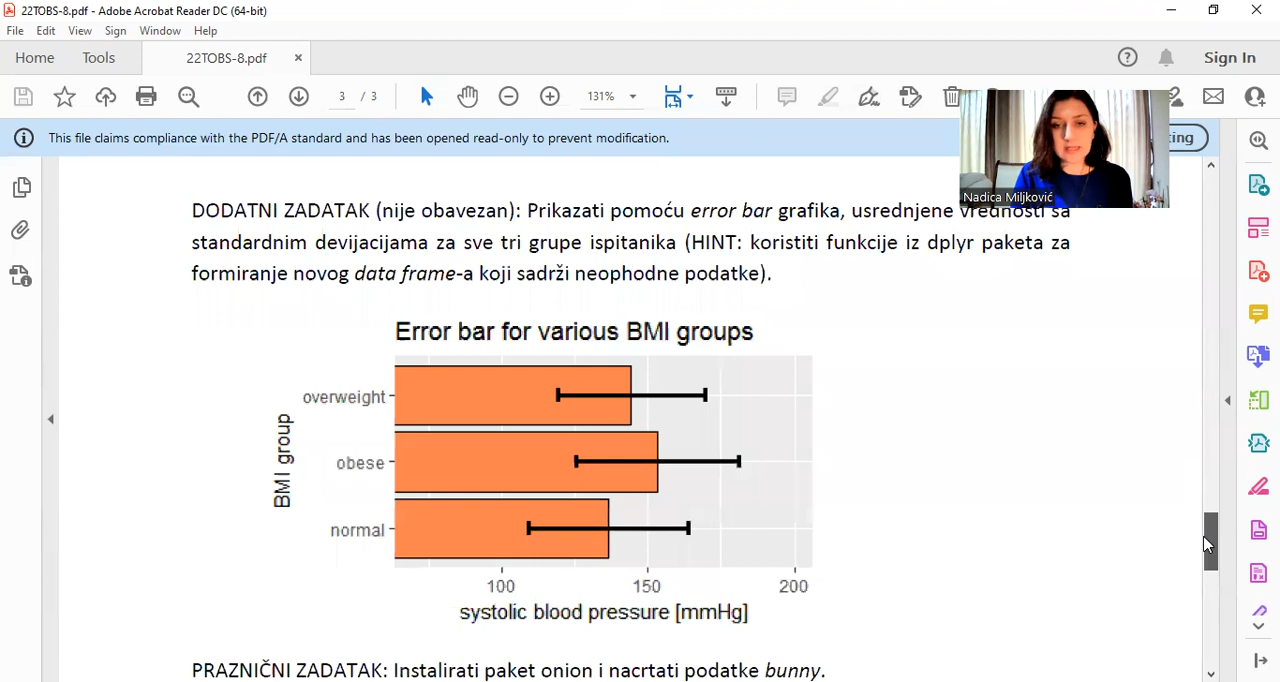 22TOBS-8.pdf - Adobe Acrobat Reader DC (64-bit)
File Edit View Sign Window Help
Home Tools 22TOBS-8.pdf × Sign In
3 / 3 131%
This file claims compliance with the PDF/A standard and has been opened read-only to prevent modification.
Nadica Miljković
DODATNI ZADATAK (nije obavezan): Prikazati pomoću error bar grafika, usrednjene vrednosti sa
standardnim devijacijama za sve tri grupe ispitanika (HINT: koristiti funkcije iz dplyr paketa za
formiranje novog data frame-a koji sadrži neophodne podatke).
Error bar for various BMI groups
BMI group
overweight
obese
normal
100 150 200
systolic blood pressure [mmHg]
PRAZNIČNI ZADATAK: Instalirati paket onion i nacrtati podatke bunny.